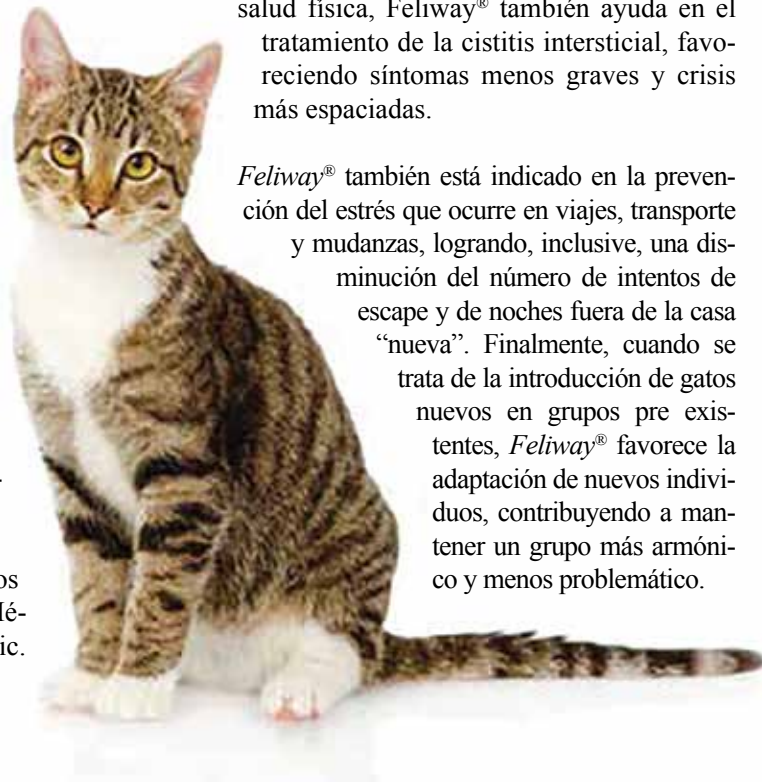 os
ic.
salud física, Feliway® también ayuda en el
tratamiento de la cistitis intersticial, favo-
reciendo síntomas menos graves y crisis
más espaciadas.
Feliway® también está indicado en la preven-
ción del estrés que ocurre en viajes, transporte
y mudanzas, logrando, inclusive, una dis-
minución del número de intentos de
escape y de noches fuera de la casa
“nueva”. Finalmente, cuando se
trata de la introducción de gatos
nuevos en grupos pre exis-
tentes, Feliway® favorece la
adaptación de nuevos indivi-
duos, contribuyendo a man-
tener un grupo más armóni-
co y menos problemático.